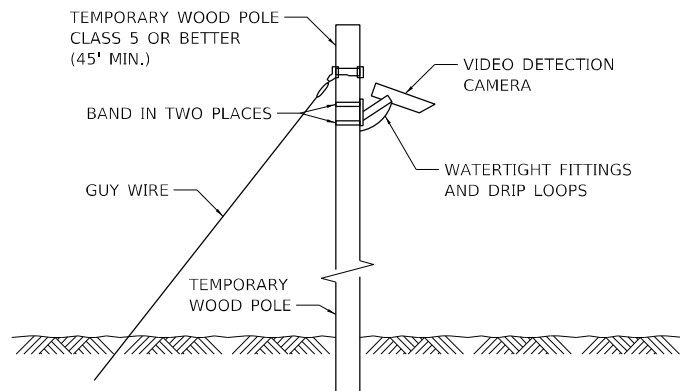 TEMPORARY WOOD POLE
CLASS 5 OR BETTER
(45' MIN.)
VIDEO DETECTION
CAMERA
BAND IN TWO PLACES
WATERTIGHT FITTINGS
AND DRIP LOOPS
GUY WIRE
TEMPORARY
WOOD POLE